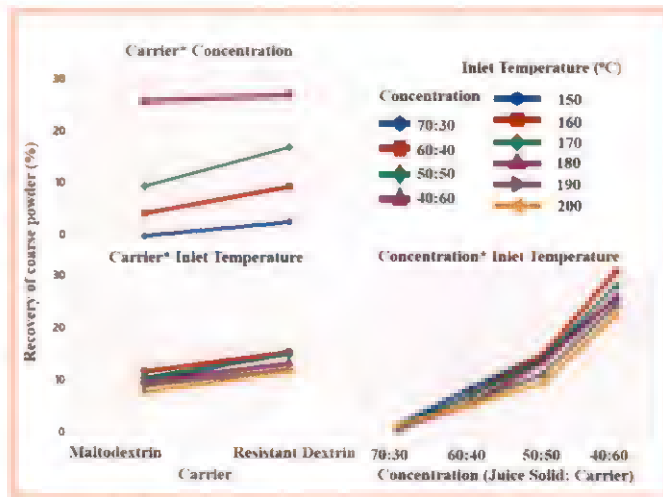 Carrier* Concentration
Inlet Temperature (°C)
Concentration
70:30
60:40
50:50
40:60
150
160
170
180
190
200
Recovery of coarse powder (%)
30
20
10
0
Carrier* Inlet Temperature
Concentration* Inlet Temperature
30
20
10
0
Maltodextrin
Resistant Dextrin
Carrier
70:30
60:40
50:50
40:60
Concentration (Juice Solid: Carrier)